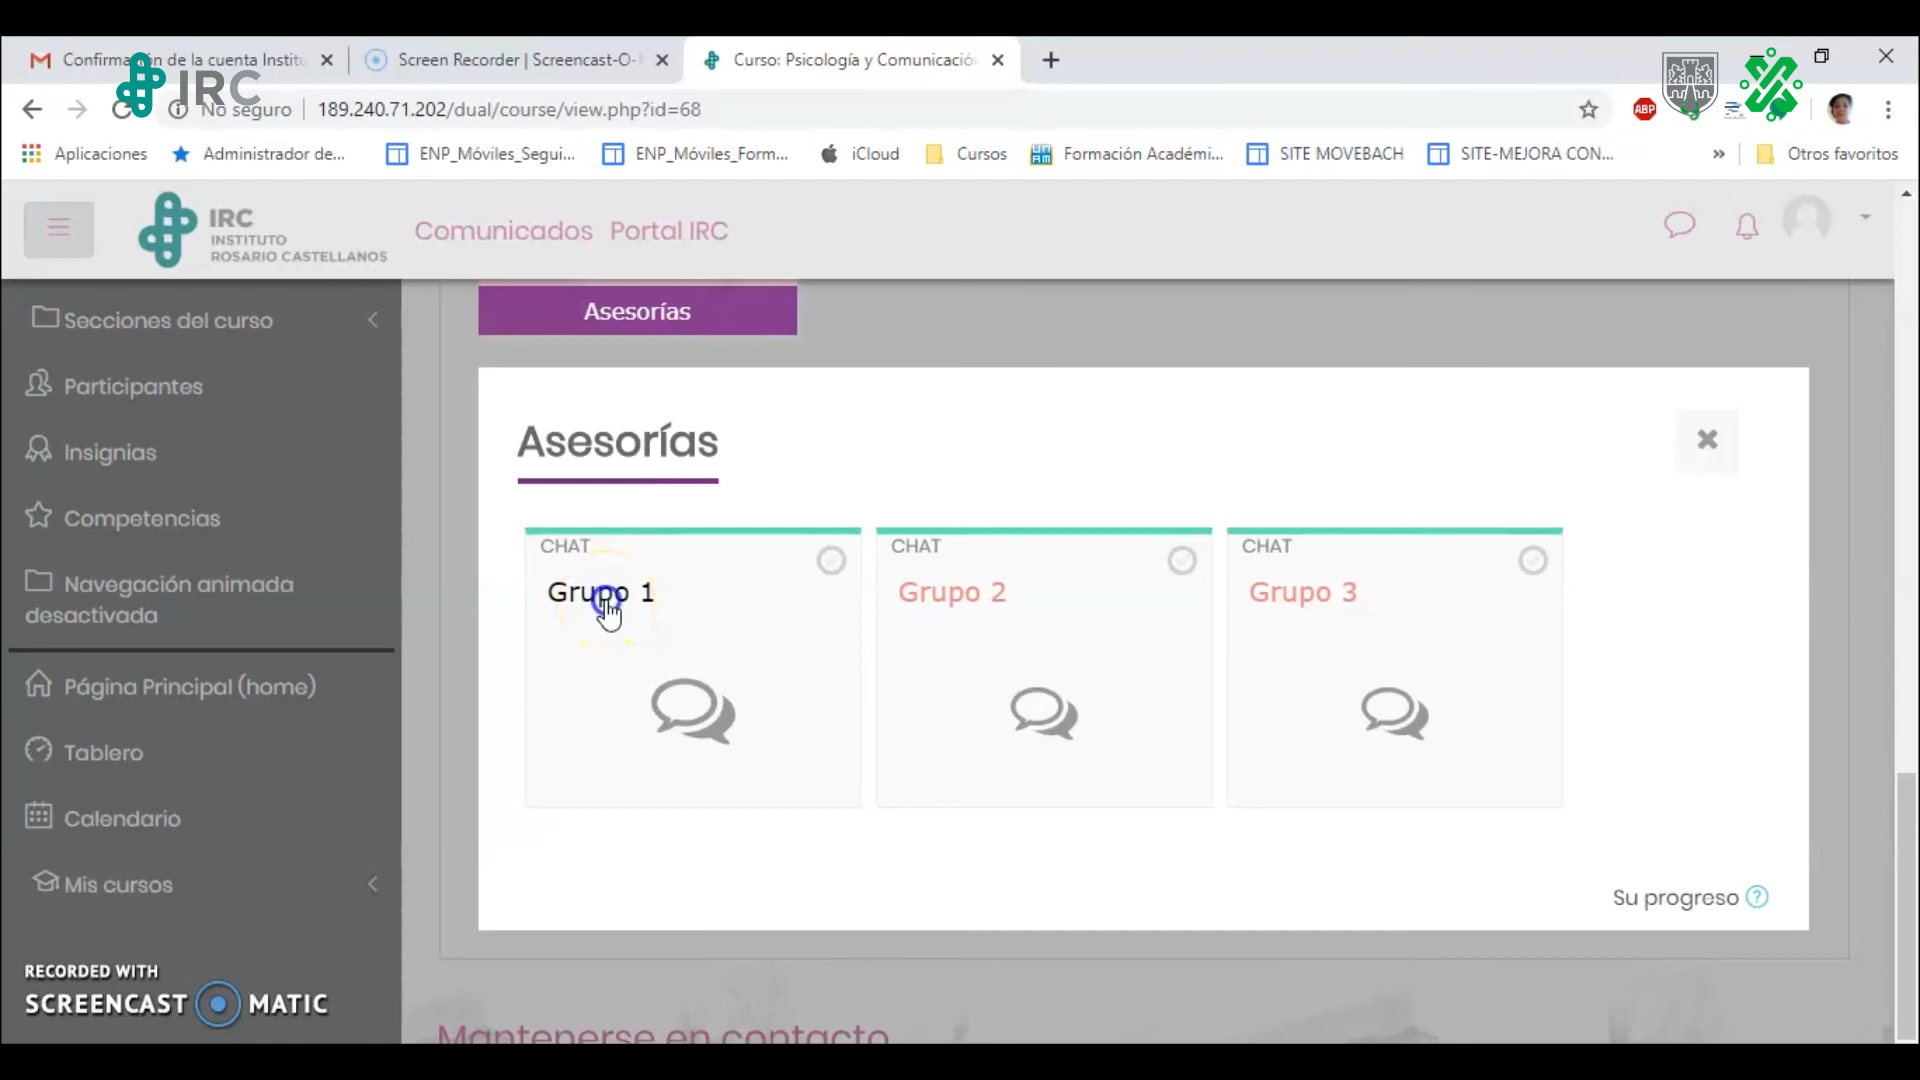 Confirmación de la cuenta Institu
Screen Recorder | Screencast-O-
Curso: Psicología y Comunicación
IRC
No seguro
189.240.71.202/dual/course/view.php?id=68
ABP
Aplicaciones
Administrador de...
ENP_Móviles_Segui...
ENP_Móviles_Form...
iCloud
Cursos
Formación Académi...
SITE MOVEBACH
SITE-MEJORA CON...
»
Otros favoritos
IRC
INSTITUTO
ROSARIO CASTELLANOS
Comunicados
Portal IRC
Secciones del curso
Participantes
Insignias
Competencias
Navegación animada
desactivada
Página Principal (home)
Tablero
Calendario
Mis cursos
RECORDED WITH
SCREENCAST MATIC
Asesorías
Asesorías
CHAT
Grupo 1
CHAT
Grupo 2
CHAT
Grupo 3
Su progreso
Mantenerse en contacto